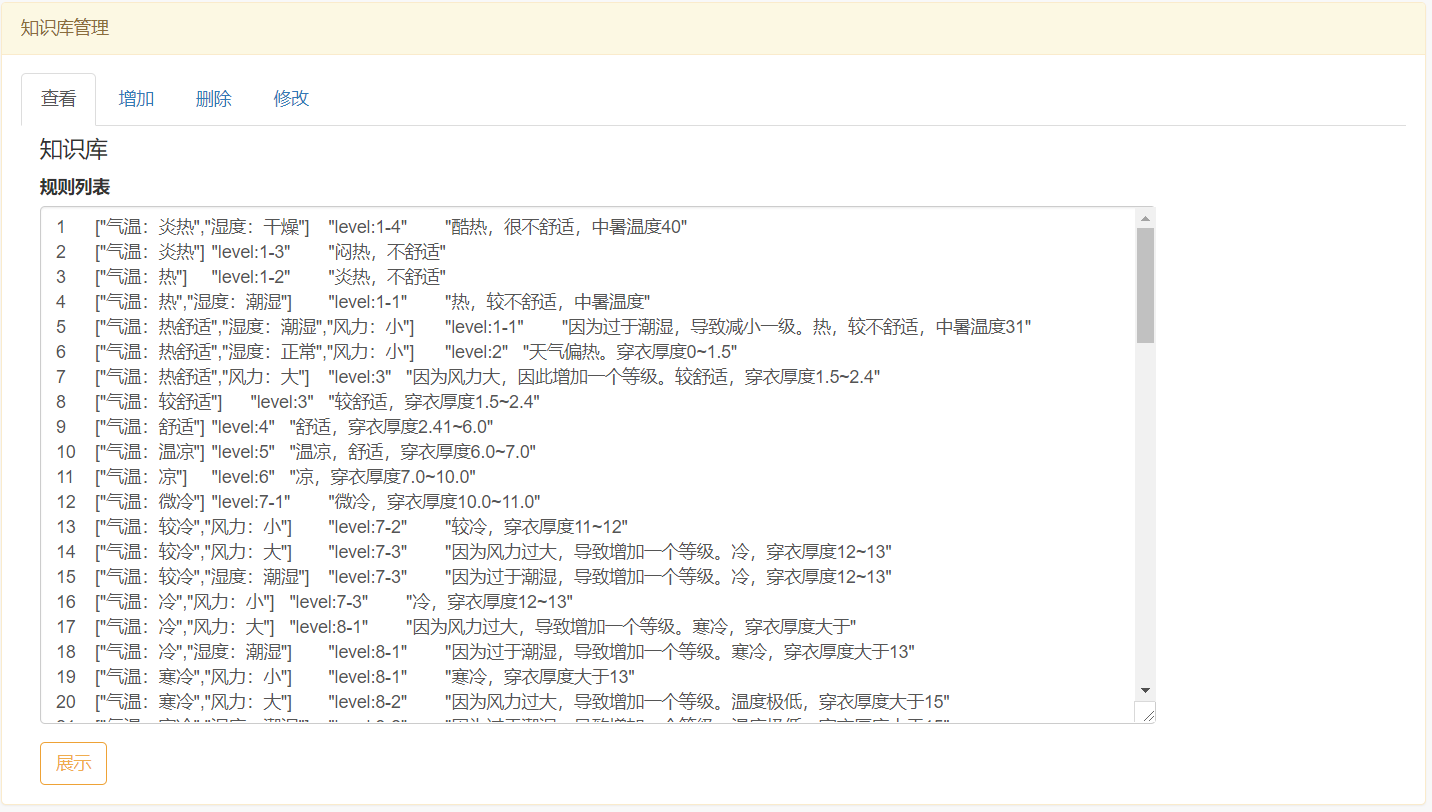 知识库管理
查看 增加 删除 修改
知识库
规则列表
1 ["气温：炎热","湿度：干燥"] "level:1-4" "酷热，很不舒适，中暑温度40"
2 ["气温：炎热"] "level:1-3" "闷热，不舒适"
3 ["气温：热"] "level:1-2" "炎热，不舒适"
4 ["气温：热","湿度：潮湿"] "level:1-1" "热，较不舒适，中暑温度"
5 ["气温：热舒适","湿度：潮湿","风力：小"] "level:1-1" "因为过于潮湿，导致减小一级。热，较不舒适，中暑温度31"
6 ["气温：热舒适","湿度：正常","风力：小"] "level:2" "天气偏热。穿衣厚度0~1.5"
7 ["气温：热舒适","风力：大"] "level:3" "因为风力大，因此增加一个等级。较舒适，穿衣厚度1.5~2.4"
8 ["气温：较舒适"] "level:3" "较舒适，穿衣厚度1.5~2.4"
9 ["气温：舒适"] "level:4" "舒适，穿衣厚度2.41~6.0"
10 ["气温：温凉"] "level:5" "温凉，舒适，穿衣厚度6.0~7.0"
11 ["气温：凉"] "level:6" "凉，穿衣厚度7.0~10.0"
12 ["气温：微冷"] "level:7-1" "微冷，穿衣厚度10.0~11.0"
13 ["气温：较冷","风力：小"] "level:7-2" "较冷，穿衣厚度11~12"
14 ["气温：较冷","风力：大"] "level:7-3" "因为风力过大，导致增加一个等级。冷，穿衣厚度12~13"
15 ["气温：较冷","湿度：潮湿"] "level:7-3" "因为过于潮湿，导致增加一个等级。冷，穿衣厚度12~13"
16 ["气温：冷","风力：小"] "level:7-3" "冷，穿衣厚度12~13"
17 ["气温：冷","风力：大"] "level:8-1" "因为风力过大，导致增加一个等级。寒冷，穿衣厚度大于"
18 ["气温：冷","湿度：潮湿"] "level:8-1" "因为过于潮湿，导致增加一个等级。寒冷，穿衣厚度大于13"
19 ["气温：寒冷","风力：小"] "level:8-1" "寒冷，穿衣厚度大于13"
20 ["气温：寒冷","风力：大"] "level:8-2" "因为风力过大，导致增加一个等级。温度极低，穿衣厚度大于15"
展示